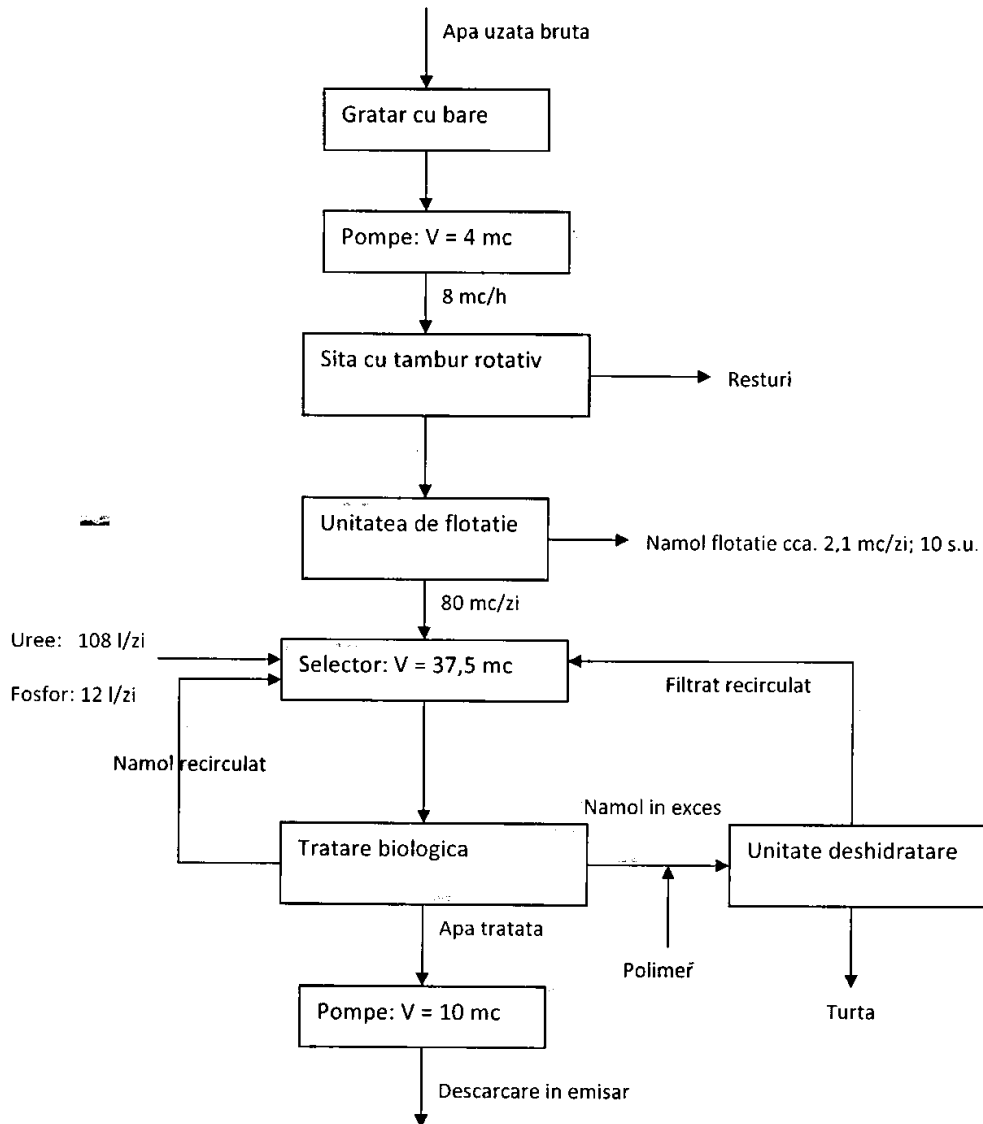 Apa uzata bruta
Gratar cu bare
Pompe: V = 4 mc
8 mc/h
Sita cu tambur rotativ
Resturi
Unitatea de flotatie
Namol flotatie cca. 2,1 mc/zi; 10 s.u.
80 mc/zi
Uree: 108 l/zi
Selector: V = 37,5 mc
Fosfor: 12 l/zi
Filtrat recirculat
Namol recirculat
Namol in exces
Tratare biologica
Unitate deshidratare
Apa tratata
Polimer
Turta
Pompe: V = 10 mc
Descarcare in emisar